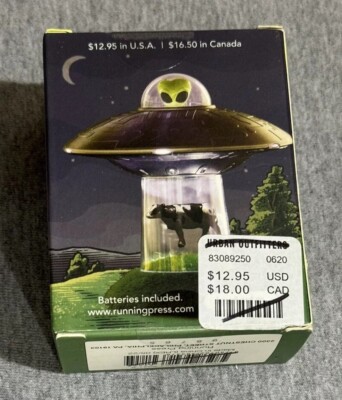 $12.95 in U.S.A. | $16.50 in Canada
URBAN OUTFITTERS
83089250 0620
$12.95 USD
$18.00 CAD
Batteries included.
www.runningpress.com